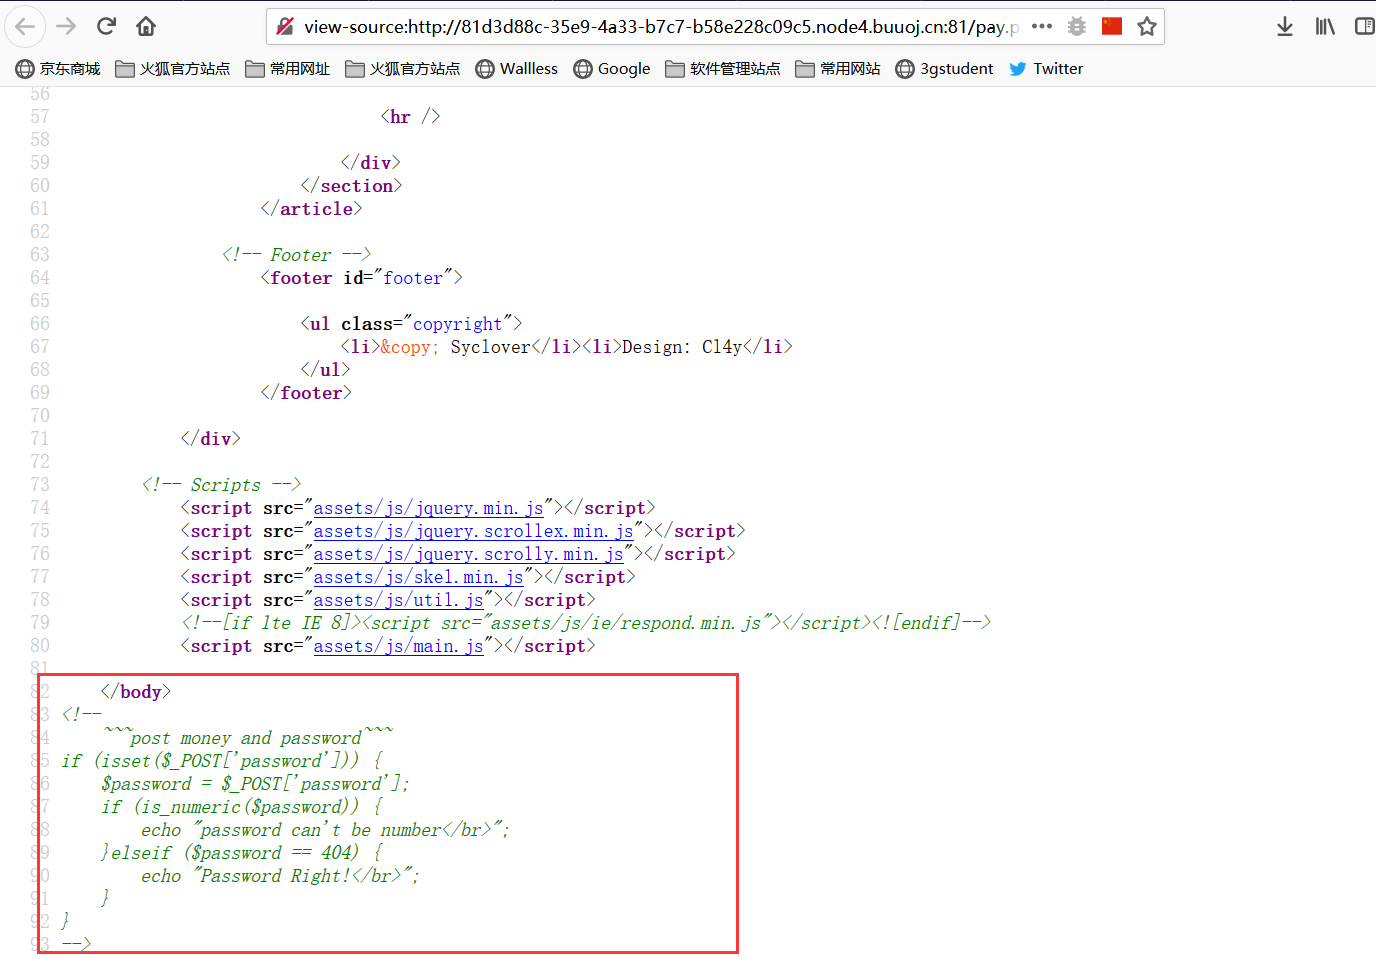 view-source:http://81d3d88c-35e9-4a33-b7c7-b58e228c09c5.node4.buuoj.cn:81/pay.p
京东商城 火狐官方站点 常用网址 火狐官方站点 Wallless Google 软件管理站点 常用网站 3gstudent Twitter
56
57 <hr />
58
59 </div>
60 </section>
61 </article>
62
63 <!-- Footer -->
64 <footer id="footer">
65
66 <ul class="copyright">
67 <li>&copy; Syclover</li><li>Design: Cl4y</li>
68 </ul>
69 </footer>
70
71 </div>
72
73 <!-- Scripts -->
74 <script src="assets/js/jquery.min.js"></script>
75 <script src="assets/js/jquery.scrollex.min.js"></script>
76 <script src="assets/js/jquery.scrolly.min.js"></script>
77 <script src="assets/js/skel.min.js"></script>
78 <script src="assets/js/util.js"></script>
79 <!--[if lte IE 8]><script src="assets/js/ie/respond.min.js"></script><![endif]-->
80 <script src="assets/js/main.js"></script>
81
82 </body>
83 <!--
84 ~~~post money and password~~~
85 if (isset($_POST['password'])) {
86 $password = $_POST['password'];
87 if (is_numeric($password)) {
88 echo "password can't be number</br>";
89 }elseif ($password == 404) {
90 echo "Password Right!</br>";
91 }
92 }
93 -->